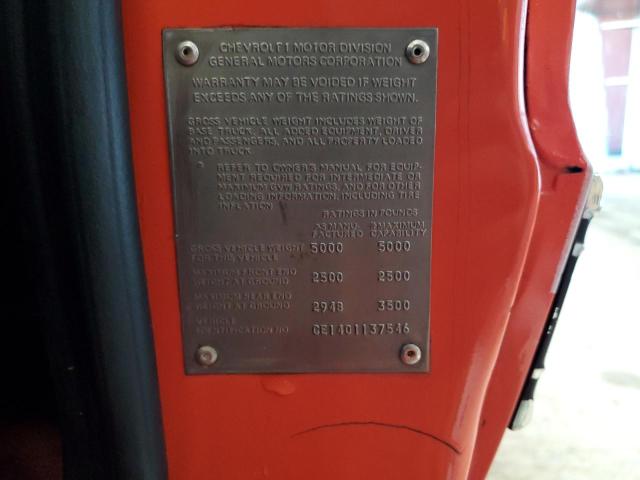 CHEVROLET MOTOR DIVISION
GENERAL MOTORS CORPORATION
WARRANTY MAY BE VOIDED IF WEIGHT
EXCEEDS ANY OF THE RATINGS SHOWN.
GROSS VEHICLE WEIGHT INCLUDES WEIGHT OF
BASE TRUCK, ALL ADDED EQUIPMENT, DRIVER
AND PASSENGERS, AND ALL PROPERTY LOADED
INTO TRUCK
REFER TO OWNER'S MANUAL FOR EQUIP-
MENT REQUIRED FOR INTERMEDIATE OR
MAXIMUM GVW RATINGS, AND FOR OTHER
LOADING INFORMATION, INCLUDING TIRE
INFLATION
RATINGS IN POUNDS
AS MANU- MAXIMUM
FACTURED CAPABILITY
GROSS VEHICLE WEIGHT 5000 5000
FOR THIS VEHICLE
MAXIMUM FRONT END 2500 2500
WEIGHT AT GROUND
MAXIMUM REAR END
WEIGHT AT GROUND 2948 3500
VEHICLE
IDENTIFICATION NO CE1401137546